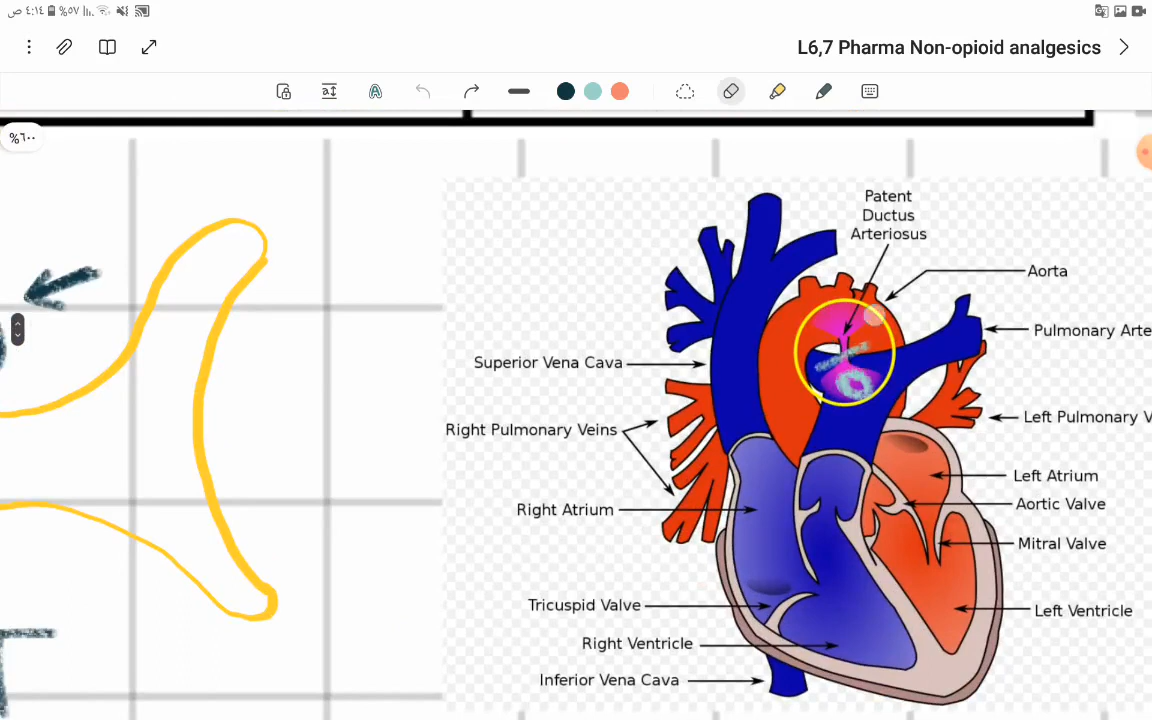 ص ٤:١٤ %٥٧
L6,7 Pharma Non-opioid analgesics
%٦٠٠
Patent
Ductus
Arteriosus
Aorta
Pulmonary Arte
Superior Vena Cava
Left Pulmonary V
Right Pulmonary Veins
Left Atrium
Aortic Valve
Right Atrium
Mitral Valve
Tricuspid Valve
Left Ventricle
Right Ventricle
Inferior Vena Cava